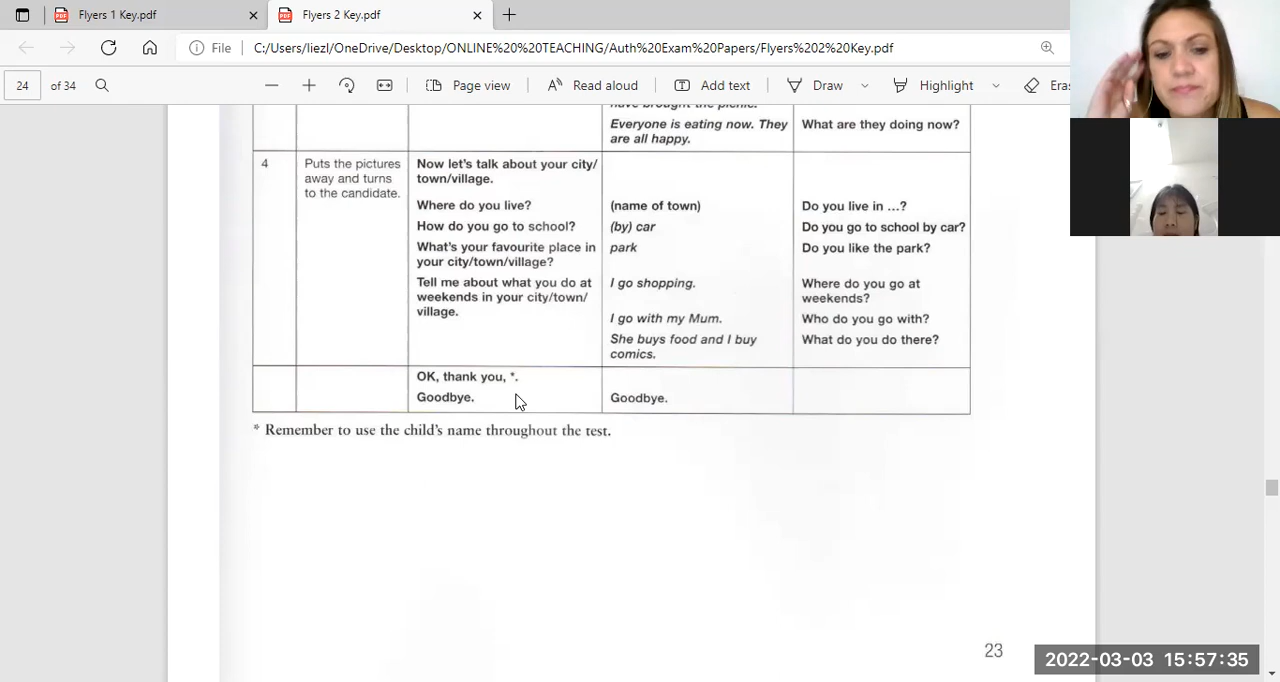 Flyers 1 Key.pdf
Flyers 2 Key.pdf
File
C:/Users/liezl/OneDrive/Desktop/ONLINE%20%20TEACHING/Auth%20Exam%20Papers/Flyers%202%20Key.pdf
24 of 34
Page view
Read aloud
Add text
Draw
Highlight
Eras
have brought the picnic.
Everyone is eating now. They
are all happy.
What are they doing now?
4
Puts the pictures
away and turns
to the candidate.
Now let's talk about your city/
town/village.
Where do you live?
(name of town)
Do you live in ...?
How do you go to school?
(by) car
Do you go to school by car?
What's your favourite place in
your city/town/village?
park
Do you like the park?
Tell me about what you do at
weekends in your city/town/
village.
I go shopping.
Where do you go at
weekends?
I go with my Mum.
Who do you go with?
She buys food and I buy
comics.
What do you do there?
OK, thank you, *.
Goodbye.
Goodbye.
* Remember to use the child's name throughout the test.
23
2022-03-03 15:57:35